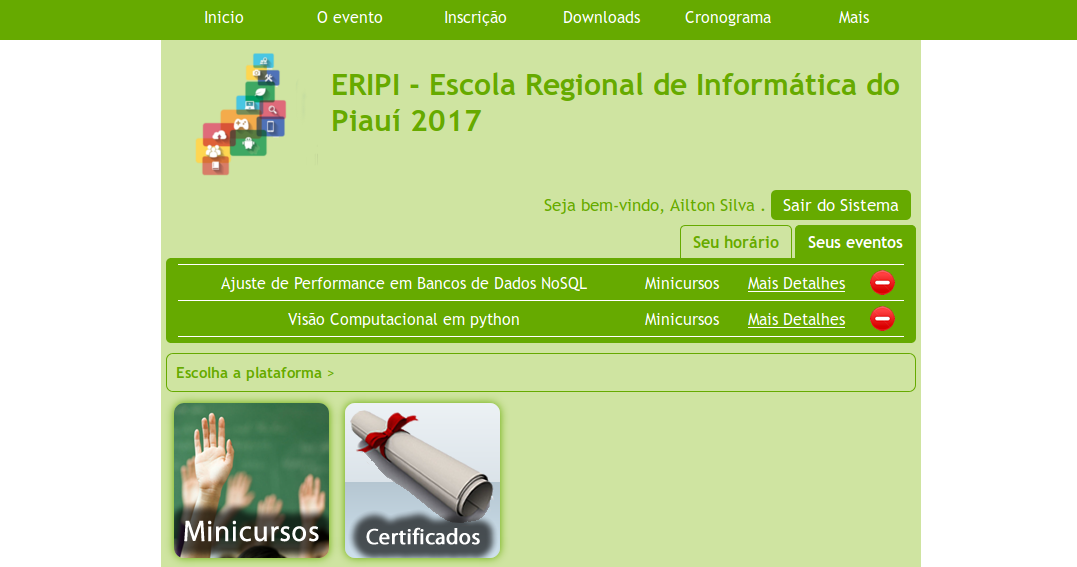 Inicio O evento Inscrição Downloads Cronograma Mais
ERIPI - Escola Regional de Informática do
Piauí 2017
Seja bem-vindo, Ailton Silva . Sair do Sistema
Seu horário Seus eventos
Ajuste de Performance em Bancos de Dados NoSQL Minicursos Mais Detalhes
Visão Computacional em python Minicursos Mais Detalhes
Escolha a plataforma >
Minicursos Certificados